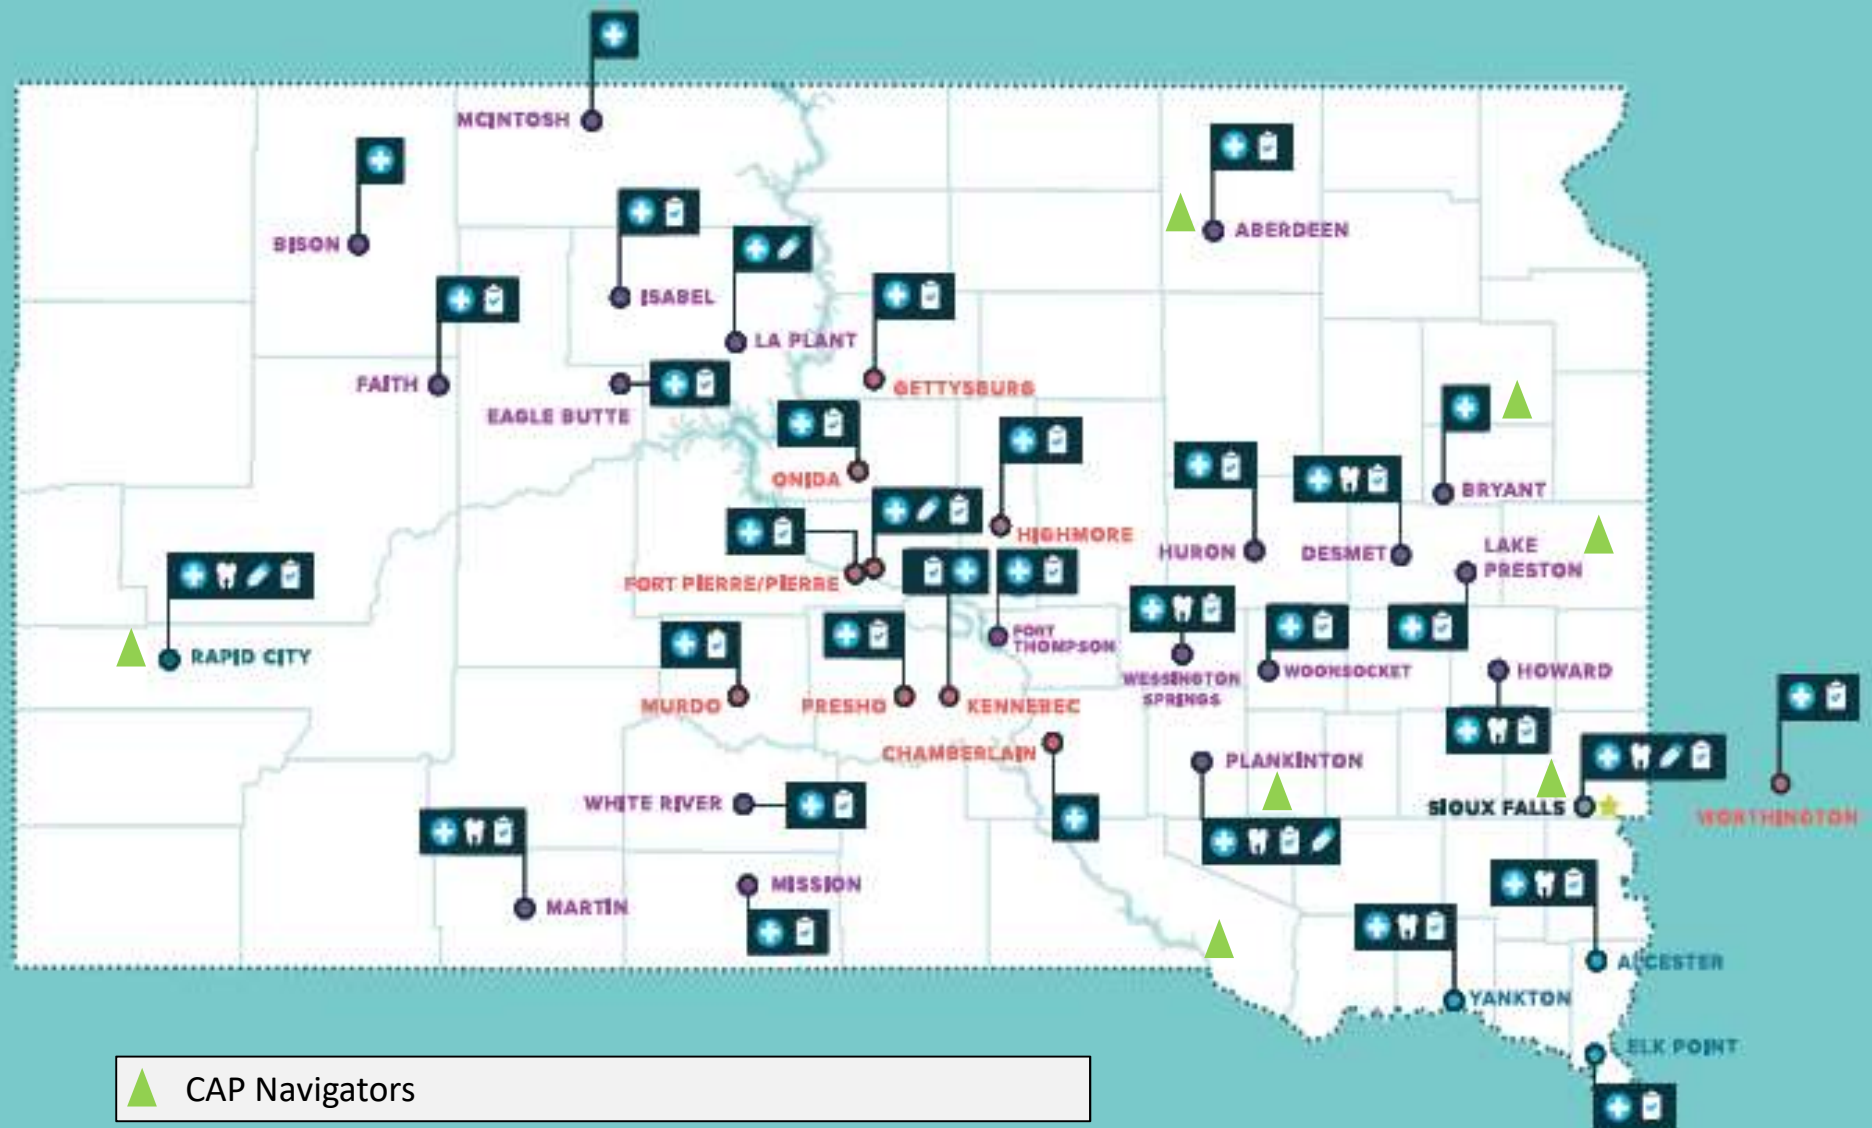 MCINTOSH
BISON
ABERDEEN
ISABEL
LA PLANT
FAITH
GETTYSBURG
EAGLE BUTTE
ONIDA
BRYANT
HIGHMORE
HURON
DESMET
LAKE
PRESTON
FORT PIERRE/PIERRE
FORT
THOMPSON
RAPID CITY
WESSINGTON
SPRINGS
WOONSOCKET
HOWARD
MURDO
PRESHO
KENNEBEC
CHAMBERLAIN
PLANKINTON
WHITE RIVER
SIOUX FALLS
WORTHINGTON
MISSION
MARTIN
ALCESTER
YANKTON
ELK POINT
CAP Navigators